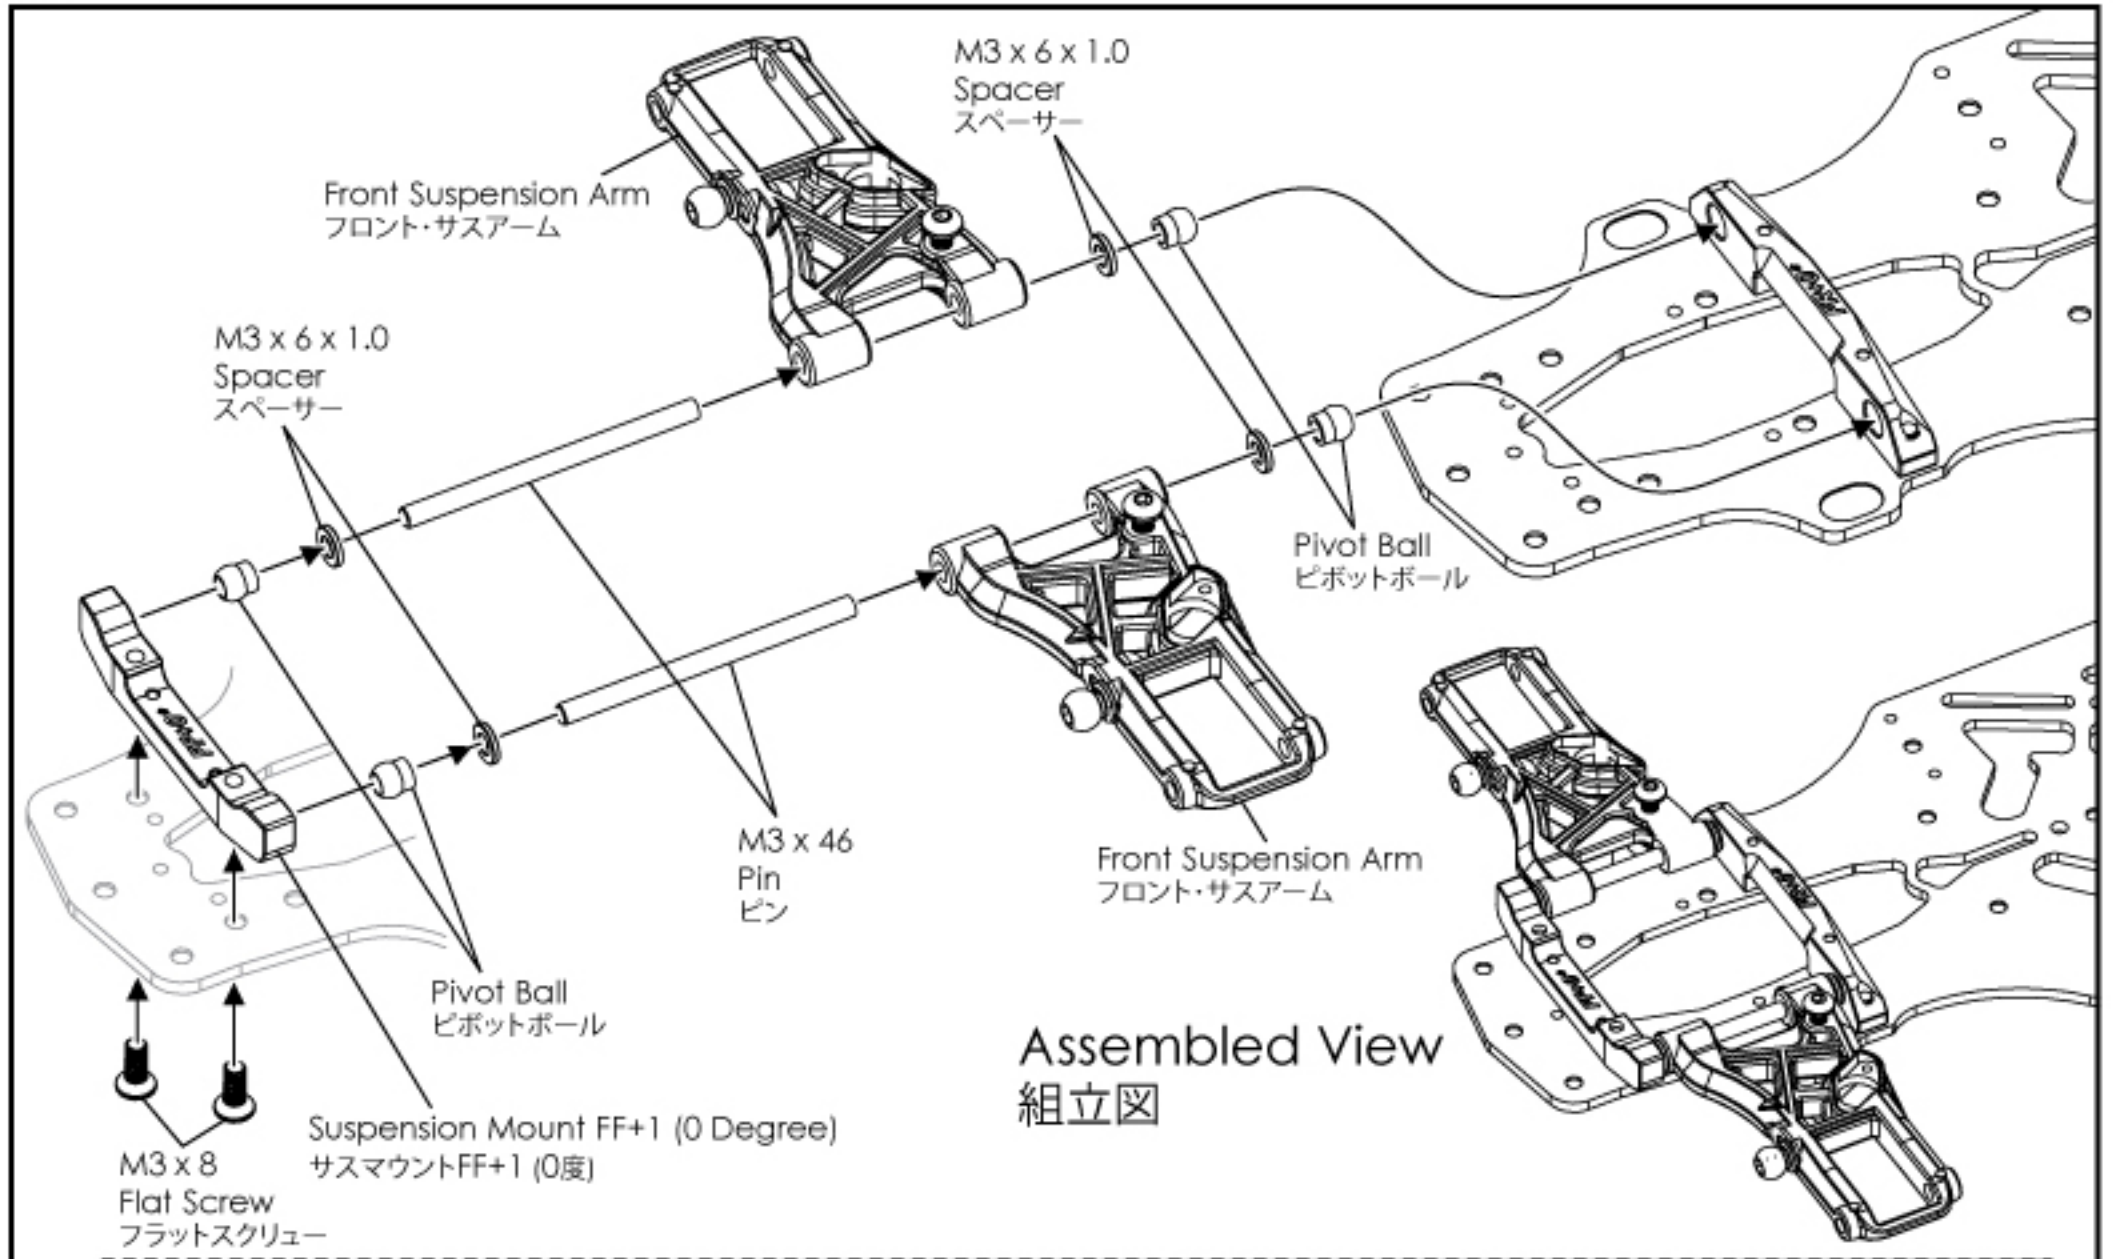 M3 x 6 x 1.0
Spacer
スペーサー
Front Suspension Arm
フロント・サスアーム
M3 x 6 x 1.0
Spacer
スペーサー
Pivot Ball
ピボットボール
M3 x 46
Pin
ピン
Front Suspension Arm
フロント・サスアーム
Pivot Ball
ピボットボール
Assembled View
組立図
Suspension Mount FF+1 (0 Degree)
サスマウントFF+1 (0度)
M3 x 8
Flat Screw
フラットスクリュー